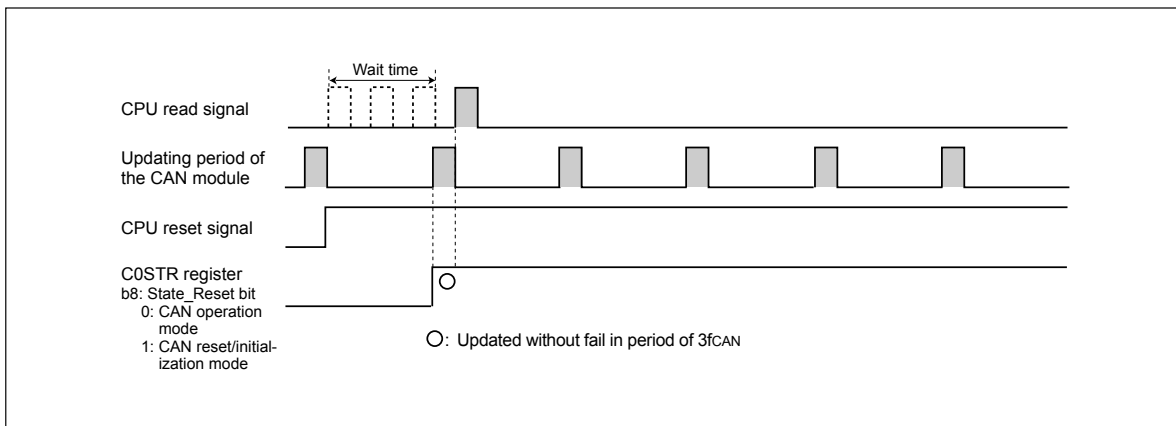 Wait time
CPU read signal
Updating period of
the CAN module
CPU reset signal
C0STR register
b8: State_Reset bit
0: CAN operation
mode
1: CAN reset/initial-
ization mode
○: Updated without fail in period of 3fCAN